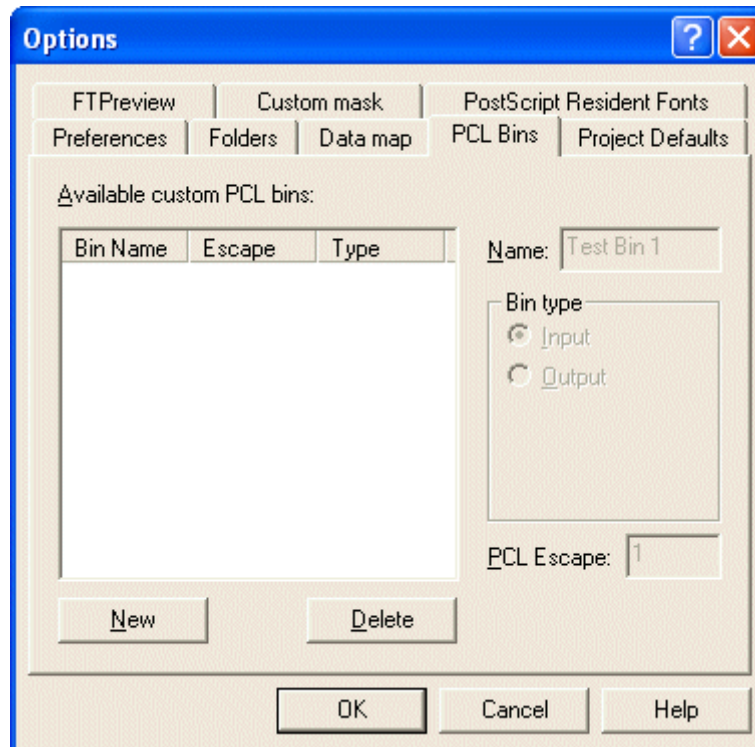 Options
FTPreview Custom mask PostScript Resident Fonts
Preferences Folders Data map PCL Bins Project Defaults
Available custom PCL bins:
Bin Name Escape Type
Name: Test Bin 1
Bin type
Input
Output
PCL Escape: 1
New Delete
OK Cancel Help